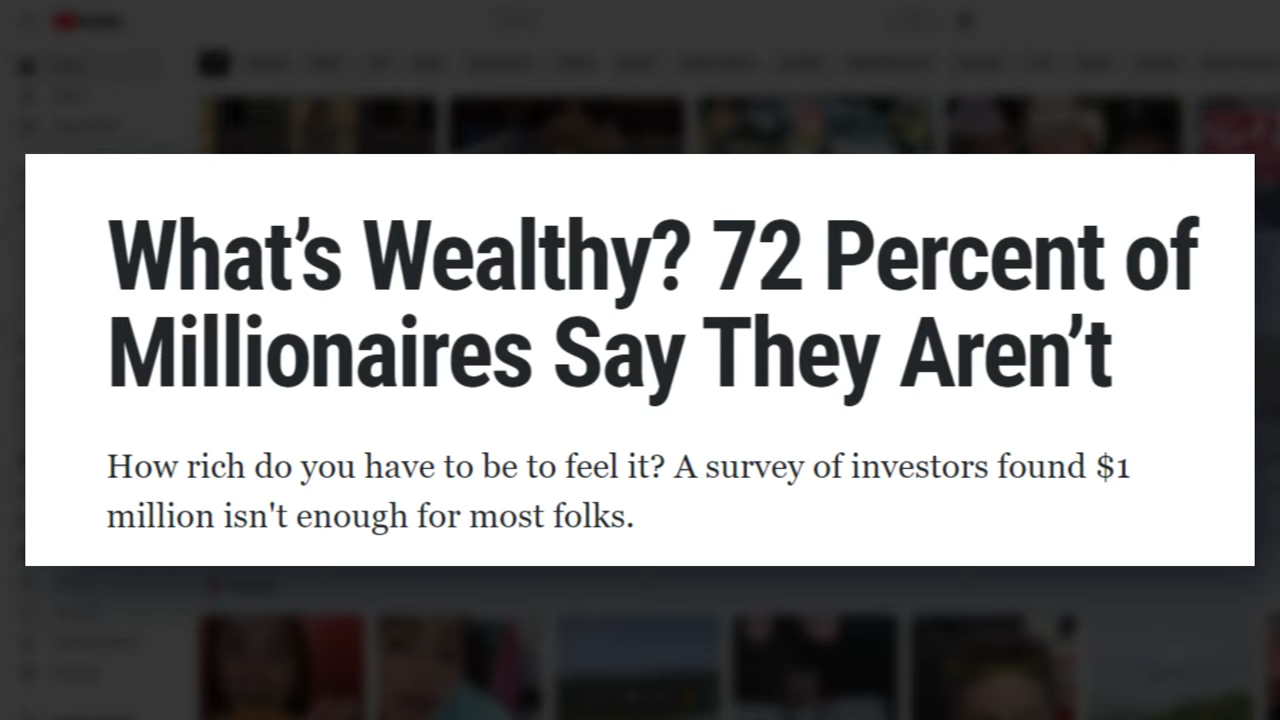 What’s Wealthy? 72 Percent of
Millionaires Say They Aren’t
How rich do you have to be to feel it? A survey of investors found $1
million isn't enough for most folks.